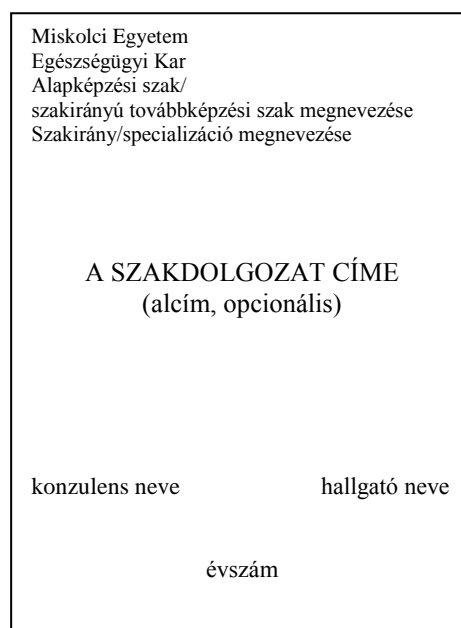 Miskolci Egyetem
Egészségügyi Kar
Alapképzési szak/
szakirányú továbbképzési szak megnevezése
Szakirány/specializáció megnevezése
A SZAKDOLGOZAT CÍME
(alcím, opcionális)
konzulens neve hallgató neve
évszám